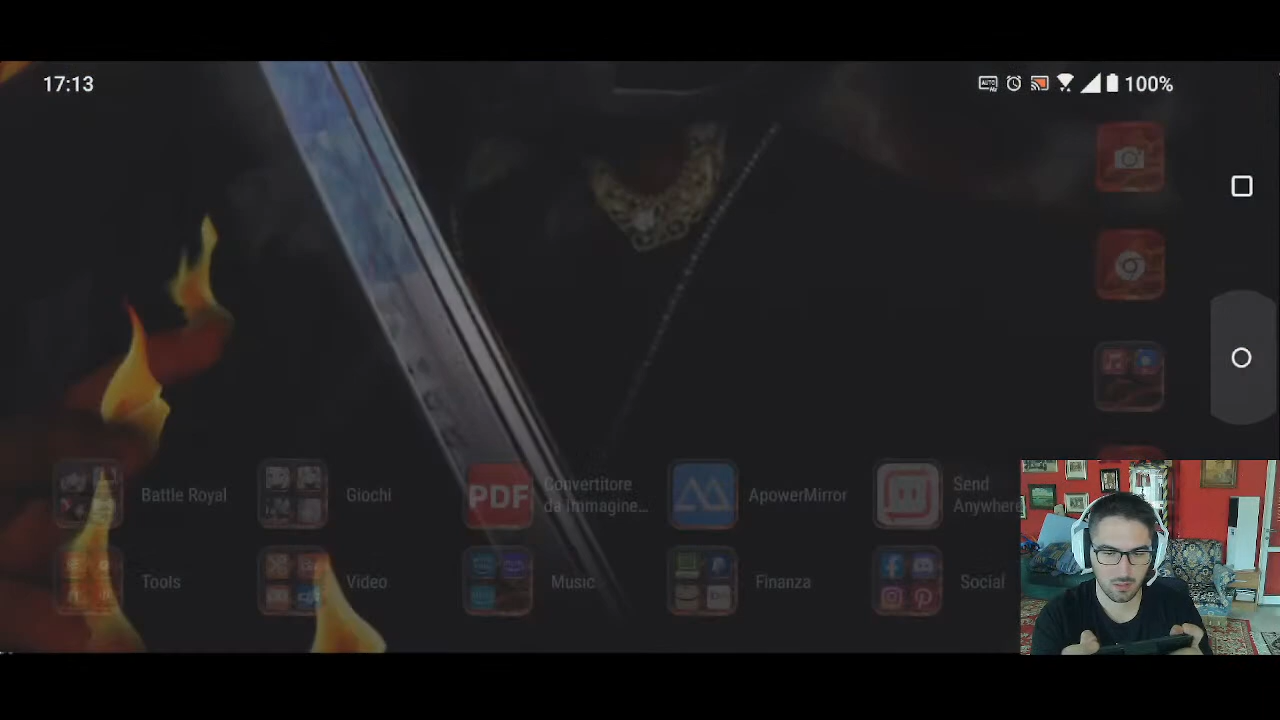 17:13
100%
Battle Royal
Giochi
PDF
Convertitore
da immagine...
ApowerMirror
Send
Anywhere
Tools
Video
Music
Finanza
Social